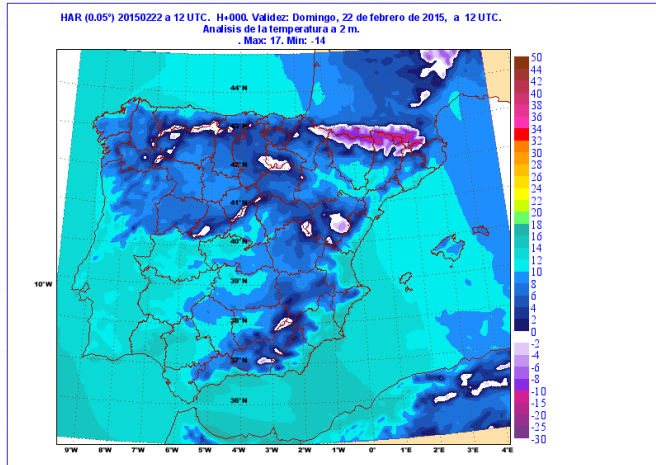 HAR (0.05°) 20150222 a 12 UTC. H+000. Validez: Domingo, 22 de febrero de 2015, a 12 UTC.
Analisis de la temperatura a 2 m.
. Max: 17. Min: -14
50
44
42
40
38
36
34
32
30
28
26
24
22
20
18
16
14
12
10
8
6
4
2
0
-2
-4
-6
-8
-10
-15
-20
-25
-30
44°N
42°N
41°N
40°N
39°N
38°N
37°N
36°N
10°W
9°W 8°W 7°W 6°W 5°W 4°W 3°W 2°W 1°W 0° 1°E 2°E 3°E 4°E